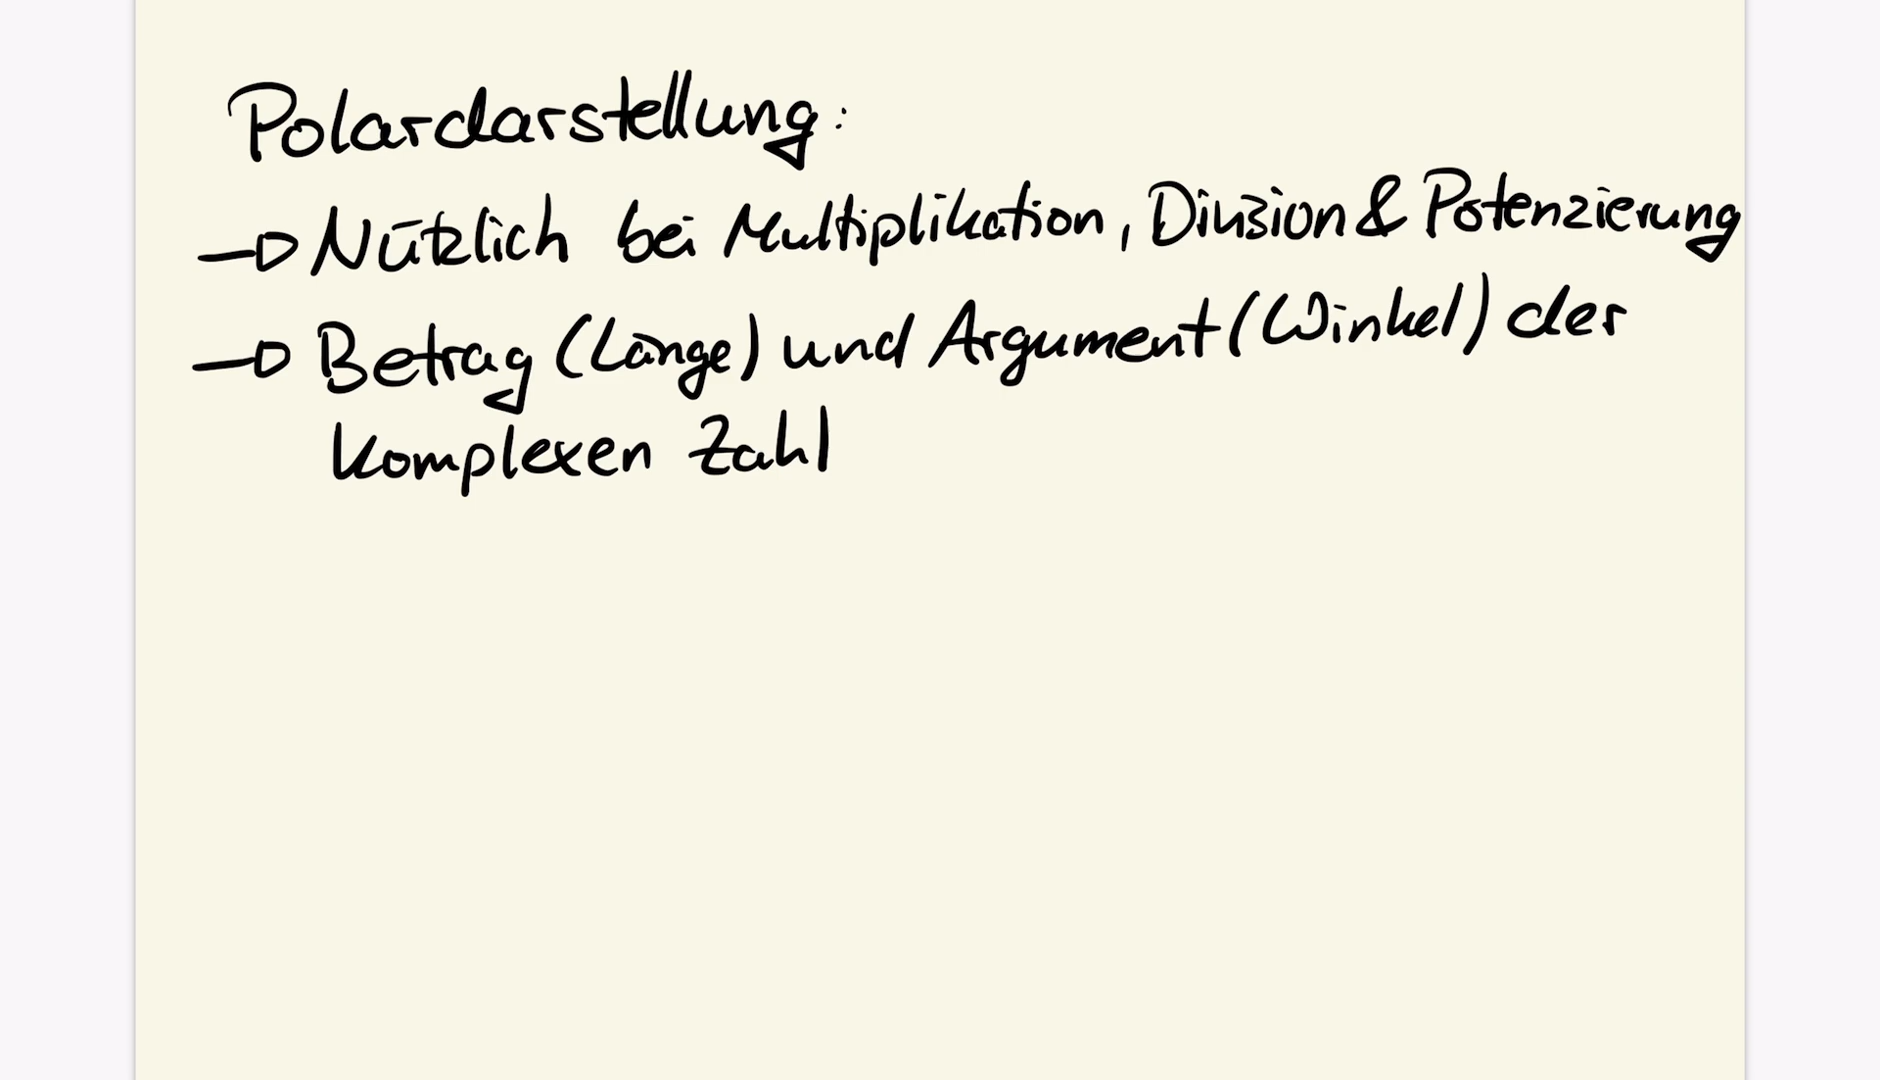 Polardarstellung:
→ Nützlich bei Multiplikation, Division & Potenzierung
→ Betrag (Länge) und Argument (Winkel) der
komplexen Zahl